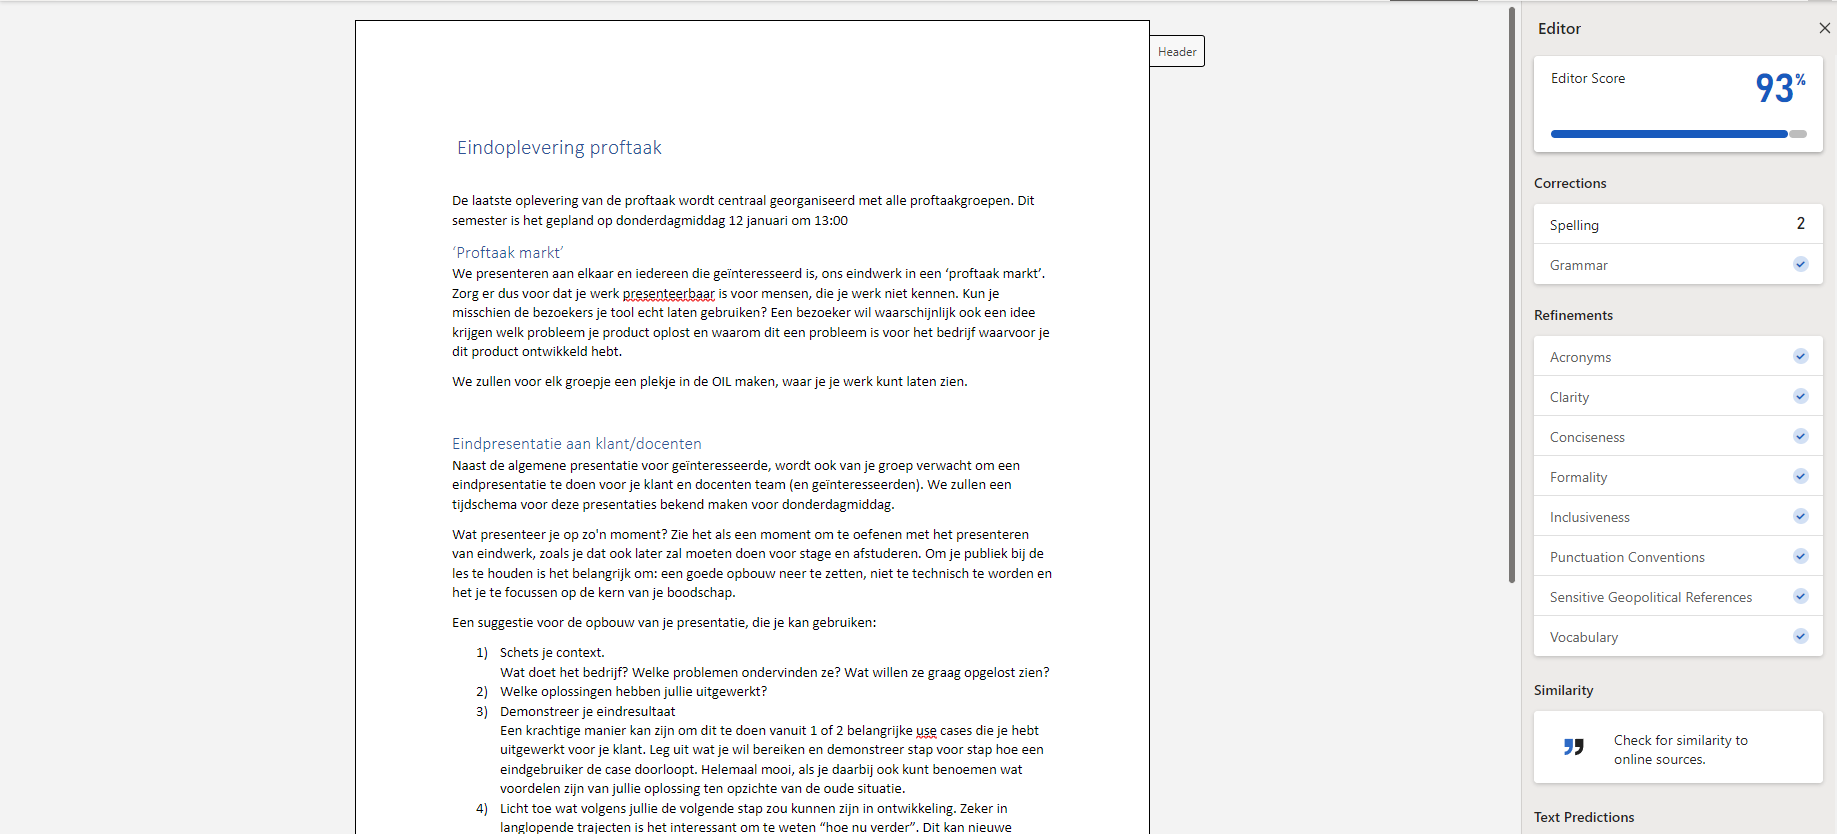 Header
Eindoplevering proftaak
De laatste oplevering van de proftaak wordt centraal georganiseerd met alle proftaakgroepen. Dit
semester is het gepland op donderdagmiddag 12 januari om 13:00
‘Proftaak markt’
We presenteren aan elkaar en iedereen die geïnteresseerd is, ons eindwerk in een ‘proftaak markt’.
Zorg er dus voor dat je werk presenteerbaar is voor mensen, die je werk niet kennen. Kun je
misschien de bezoekers je tool echt laten gebruiken? Een bezoeker wil waarschijnlijk ook een idee
krijgen welk probleem je product oplost en waarom dit een probleem is voor het bedrijf waarvoor je
dit product ontwikkeld hebt.
We zullen voor elk groepje een plekje in de OIL maken, waar je je werk kunt laten zien.
Eindpresentatie aan klant/docenten
Naast de algemene presentatie voor geïnteresseerde, wordt ook van je groep verwacht om een
eindpresentatie te doen voor je klant en docenten team (en geïnteresseerden). We zullen een
tijdschema voor deze presentaties bekend maken voor donderdagmiddag.
Wat presenteer je op zo'n moment? Zie het als een moment om te oefenen met het presenteren
van eindwerk, zoals je dat ook later zal moeten doen voor stage en afstuderen. Om je publiek bij de
les te houden is het belangrijk om: een goede opbouw neer te zetten, niet te technisch te worden en
het je te focussen op de kern van je boodschap.
Een suggestie voor de opbouw van je presentatie, die je kan gebruiken:
1) Schets je context.
Wat doet het bedrijf? Welke problemen ondervinden ze? Wat willen ze graag opgelost zien?
2) Welke oplossingen hebben jullie uitgewerkt?
3) Demonstreer je eindresultaat
Een krachtige manier kan zijn om dit te doen vanuit 1 of 2 belangrijke use cases die je hebt
uitgewerkt voor je klant. Leg uit wat je wil bereiken en demonstreer stap voor stap hoe een
eindgebruiker de case doorloopt. Helemaal mooi, als je daarbij ook kunt benoemen wat
voordelen zijn van jullie oplossing ten opzichte van de oude situatie.
4) Licht toe wat volgens jullie de volgende stap zou kunnen zijn in ontwikkeling. Zeker in
langlopende trajecten is het interessant om te weten “hoe nu verder”. Dit kan nieuwe
Editor
Editor Score
93%
Corrections
Spelling 2
Grammar
Refinements
Acronyms
Clarity
Conciseness
Formality
Inclusiveness
Punctuation Conventions
Sensitive Geopolitical References
Vocabulary
Similarity
Check for similarity to
online sources.
Text Predictions